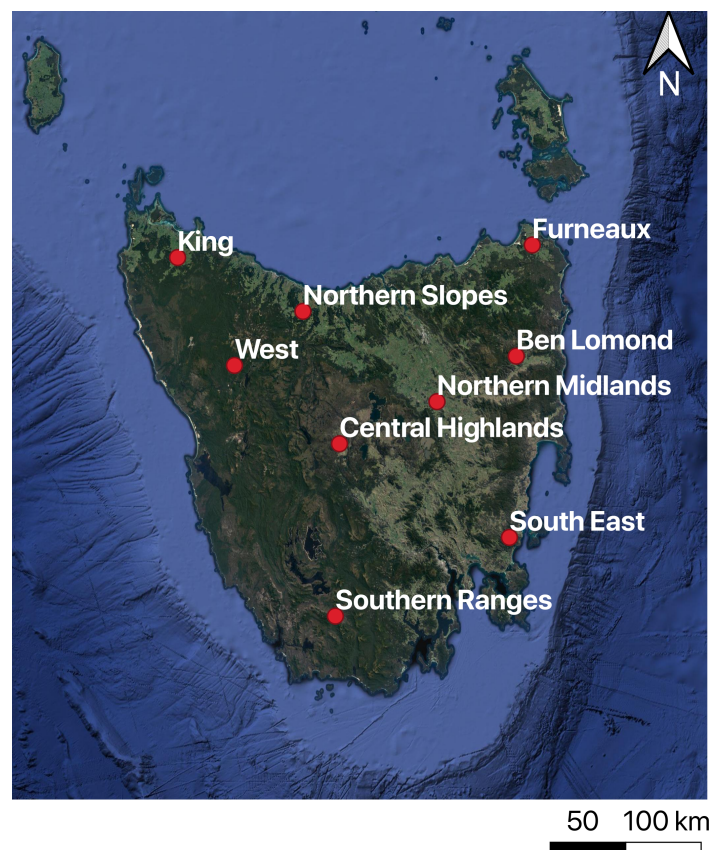 N
Furneaux
King
Northern Slopes
Ben Lomond
West
Northern Midlands
Central Highlands
South East
Southern Ranges
50 100 km